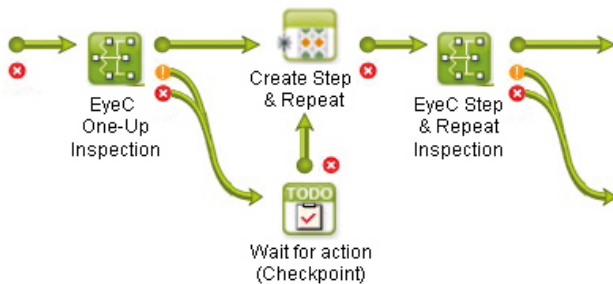 EyeC
One-Up
Inspection
Create Step
& Repeat
EyeC Step
& Repeat
Inspection
TODO
Wait for action
(Checkpoint)